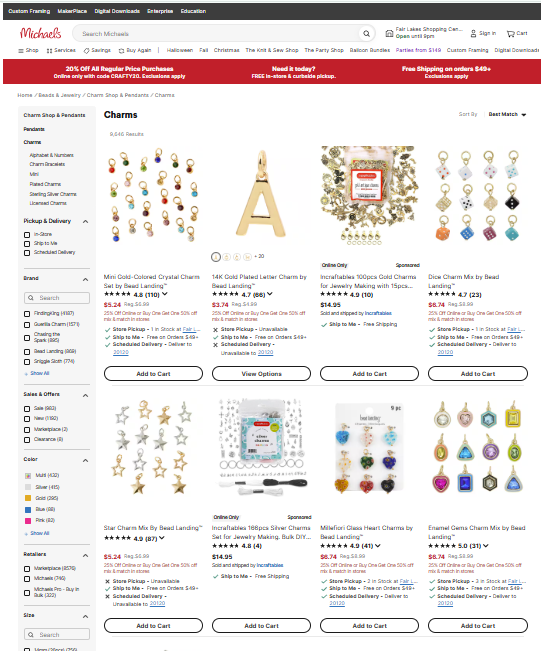 Custom Framing MakerPlace Digital Downloads Enterprise Education
Michaels
Search Michaels
Fair Lakes Shopping Cen...
Open until 9pm
Sign in
Cart
Shop Services Savings Buy Again Holloween Fall Christmas The Knit & Sew Shop The Party Shop Balloon Bundles Parties from $149 Custom Framing Digital Downloads
20% Off All Regular Price Purchases
Online only with code CRAFTY20. Exclusions apply
Need it today?
FREE in-store & curbside pickup.
Free Shipping on orders $49+
Exclusions apply
Home / Beads & Jewelry / Charm Shop & Pendants / Charms
Charm Shop & Pendants
Pendants
Charms
Alphabet & Numbers
Charm Bracelets
Mini
Plated Charms
Sterling Silver Charms
Licensed Charms
Pickup & Delivery
In-Store
Ship to Me
Scheduled Delivery
Brand
Search
FindingKing (4187)
Guerilla Charm (1571)
Chasing the
Spark (895)
Bead Landing (869)
Sniggle Sloth (774)
+ Show All
Sales & Offers
Sale (983)
New (1182)
Marketplace (2)
Clearance (8)
Color
Multi (432)
Silver (415)
Gold (285)
Blue (88)
Pink (82)
+ Show All
Retailers
Marketplace (8576)
Michaels (746)
Michaels Pro - Buy in
Bulk (322)
Size
Search
Charms
9,646 Results
Sort By Best Match
Mini Gold-Colored Crystal Charm
Set by Bead Landing™
4.8 (110)
$5.24 Reg.$6.99
25% Off Online or Buy One Get One 50% off
mix & match in stores
Store Pickup - 1 in Stock at Fair L...
Ship to Me - Free on Orders $49+
Scheduled Delivery - Deliver to
20120
Add to Cart
A
+ 20
14K Gold Plated Letter Charm by
Bead Landing™
4.7 (66)
$3.74 Reg.$4.99
25% Off Online or Buy One Get One 50% off
mix & match in stores
Store Pickup - Unavailable
Ship to Me - Free on Orders $49+
Scheduled Delivery -
Unavailable to 20120
View Options
Online Only Sponsored
Incraftables 100pcs Gold Charms
for Jewelry Making with 15pcs...
4.9 (10)
$14.95
Sold and shipped by Incraftables
Ship to Me - Free Shipping
Add to Cart
Dice Charm Mix by Bead
Landing™
4.7 (23)
$5.24 Reg.$6.99
25% Off Online or Buy One Get One 50% off
mix & match in stores
Store Pickup - 1 in Stock at Fair L...
Ship to Me - Free on Orders $49+
Scheduled Delivery - Deliver to
20120
Add to Cart
Star Charm Mix By Bead Landing™
4.9 (87)
$5.24 Reg.$6.99
25% Off Online or Buy One Get One 50% off
mix & match in stores
Store Pickup - Unavailable
Ship to Me - Free on Orders $49+
Scheduled Delivery -
Unavailable to 20120
Add to Cart
silver
charms
Online Only Sponsored
Incraftables 166pcs Silver Charms
Set for Jewelry Making. Bulk DIY...
4.8 (4)
$14.95
Sold and shipped by Incraftables
Ship to Me - Free Shipping
Add to Cart
9 pc
Millefiori Glass Heart Charms by
Bead Landing™
4.9 (41)
$6.74 Reg.$8.99
25% Off Online or Buy One Get One 50% off
mix & match in stores
Store Pickup - 2 in Stock at Fair L...
Ship to Me - Free on Orders $49+
Scheduled Delivery - Deliver to
20120
Add to Cart
Enamel Gems Charm Mix by Bead
Landing™
5.0 (31)
$6.74 Reg.$8.99
25% Off Online or Buy One Get One 50% off
mix & match in stores
Store Pickup - 3 in Stock at Fair L...
Ship to Me - Free on Orders $49+
Scheduled Delivery - Deliver to
20120
Add to Cart